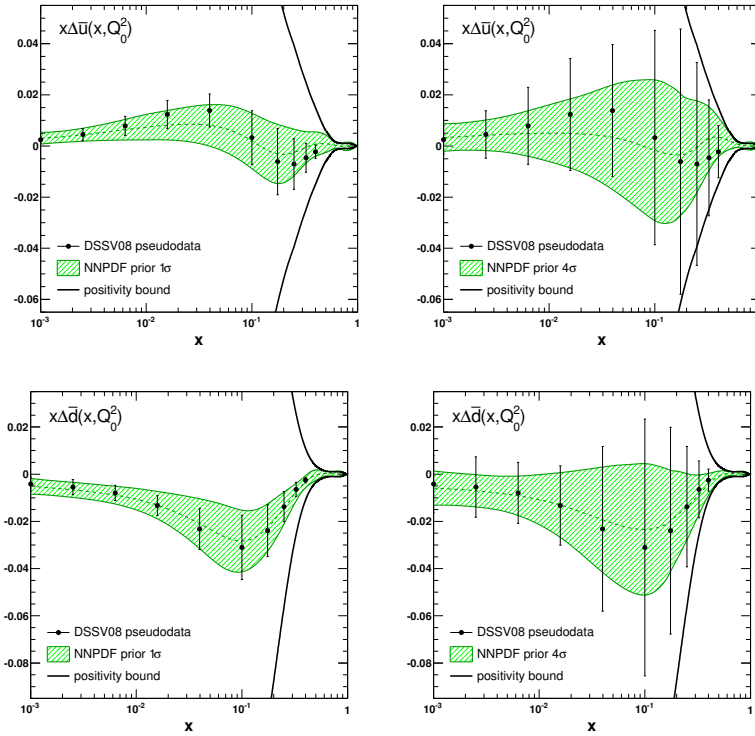 xΔu̅(x,Q₀²)
0.04
0.02
0
-0.02
-0.04
-0.06
DSSV08 pseudodata
NNPDF prior 1σ
positivity bound
10⁻³ 10⁻² 10⁻¹ 1
x
xΔu̅(x,Q₀²)
0.04
0.02
0
-0.02
-0.04
-0.06
DSSV08 pseudodata
NNPDF prior 4σ
positivity bound
10⁻³ 10⁻² 10⁻¹ 1
x
xΔd̅(x,Q₀²)
0.02
0
-0.02
-0.04
-0.06
-0.08
DSSV08 pseudodata
NNPDF prior 1σ
positivity bound
10⁻³ 10⁻² 10⁻¹ 1
x
xΔd̅(x,Q₀²)
0.02
0
-0.02
-0.04
-0.06
-0.08
DSSV08 pseudodata
NNPDF prior 4σ
positivity bound
10⁻³ 10⁻² 10⁻¹ 1
x